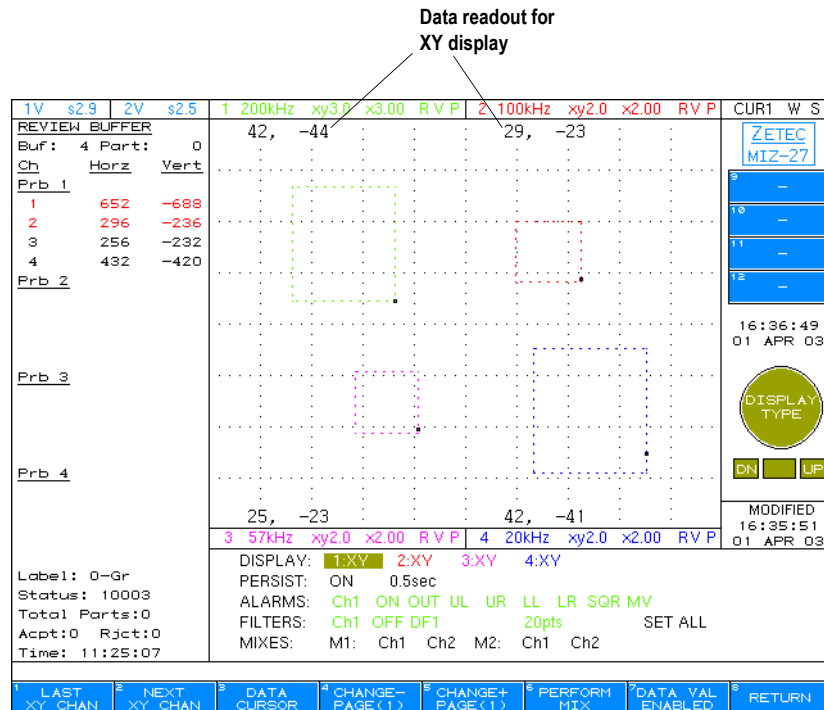 Data readout for
XY display
1V s2.9 2V s2.5 1 200kHz xy3.0 x3.00 R V P 2 100kHz xy2.0 x2.00 R V P CUR1 W S
REVIEW BUFFER
Buf: 4 Part: 0
Ch Horz Vert
Prb 1
1 652 -688
2 296 -236
3 256 -232
4 432 -420
Prb 2
Prb 3
Prb 4
Label: 0-Gr
Status: 10003
Total Parts:0
Acpt:0 Rjct:0
Time: 11:25:07
42, -44
29, -23
25, -23
42, -41
3 57kHz xy2.0 x2.00 R V P 4 20kHz xy2.0 x2.00 R V P
DISPLAY: 1:XY 2:XY 3:XY 4:XY
PERSIST: ON 0.5sec
ALARMS: Ch1 ON OUT UL UR LL LR SQR MV
FILTERS: Ch1 OFF DF1 20pts SET ALL
MIXES: M1: Ch1 Ch2 M2: Ch1 Ch2
ZETEC
MIZ-27
9 -
10 -
11 -
12 -
16:36:49
01 APR 03
DISPLAY
TYPE
DN UP
MODIFIED
16:35:51
01 APR 03
1 LAST
XY CHAN
2 NEXT
XY CHAN
3 DATA
CURSOR
4 CHANGE-
PAGE(1)
5 CHANGE+
PAGE(1)
6 PERFORM
MIX
7 DATA VAL
ENABLED
8 RETURN